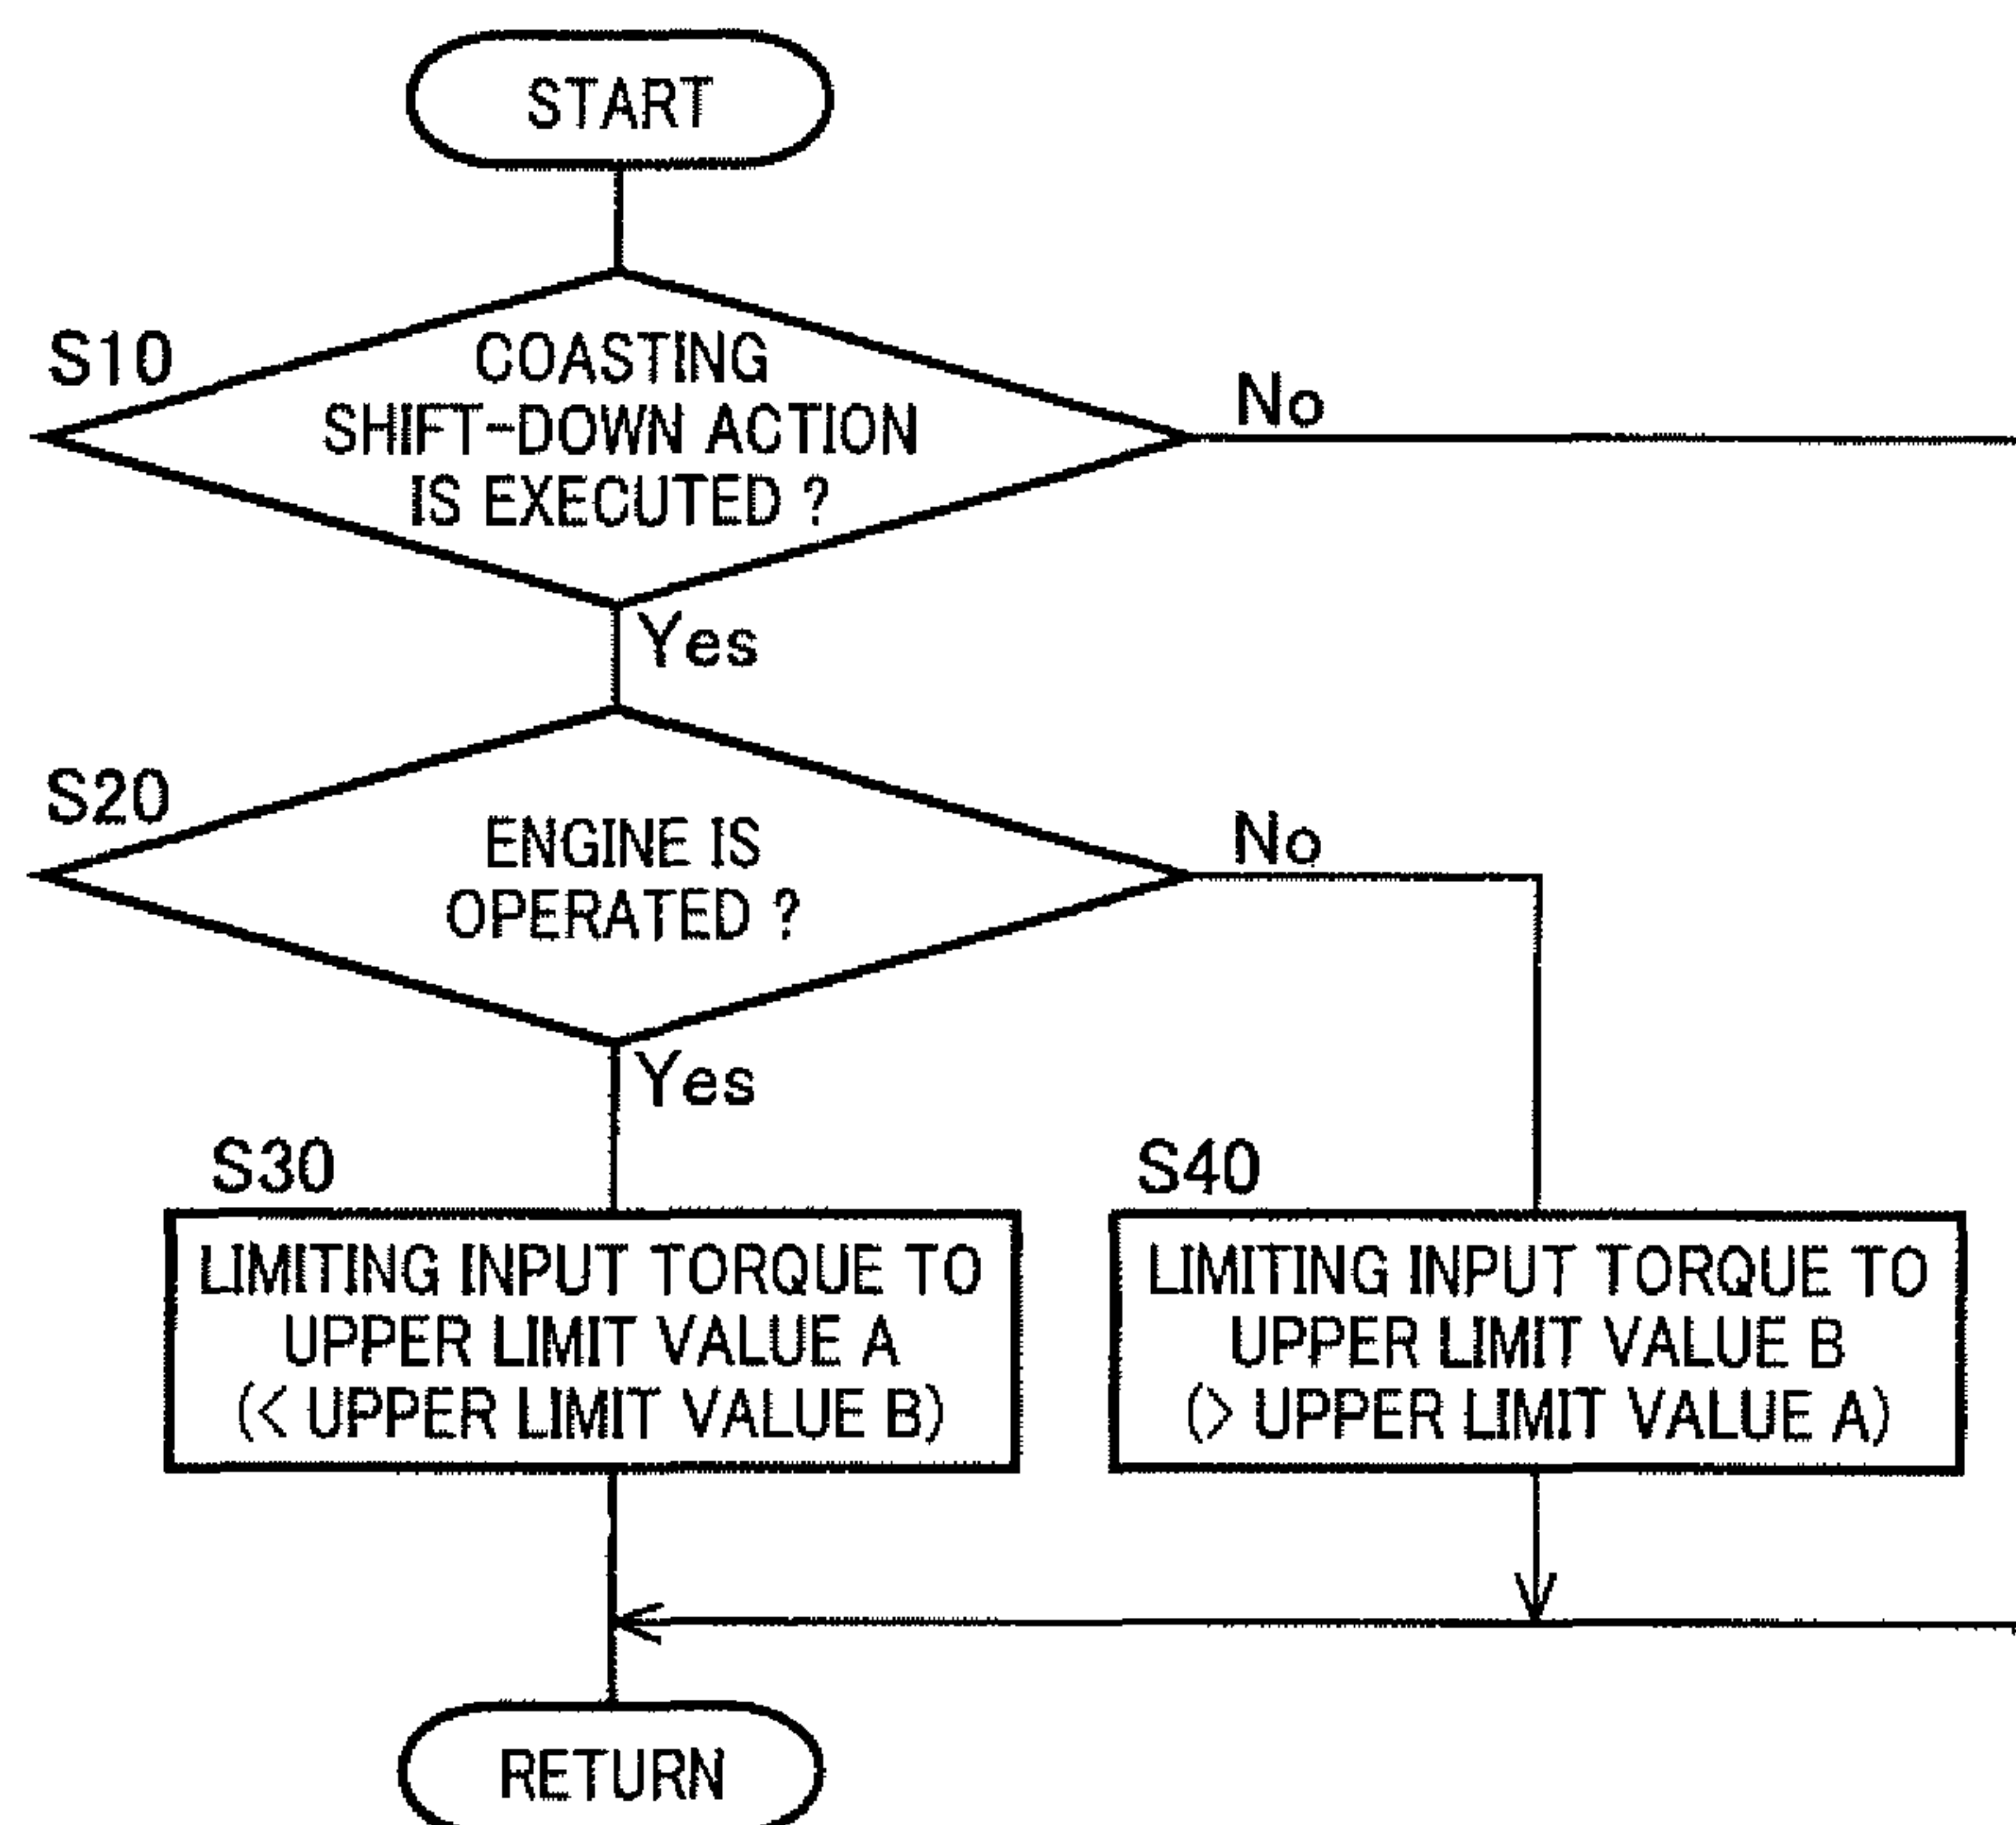 START
S10
COASTING
SHIFT-DOWN ACTION
IS EXECUTED ?
No
Yes
S20
ENGINE IS
OPERATED ?
No
Yes
S30
LIMITING INPUT TORQUE TO
UPPER LIMIT VALUE A
(< UPPER LIMIT VALUE B)
S40
LIMITING INPUT TORQUE TO
UPPER LIMIT VALUE B
(> UPPER LIMIT VALUE A)
RETURN